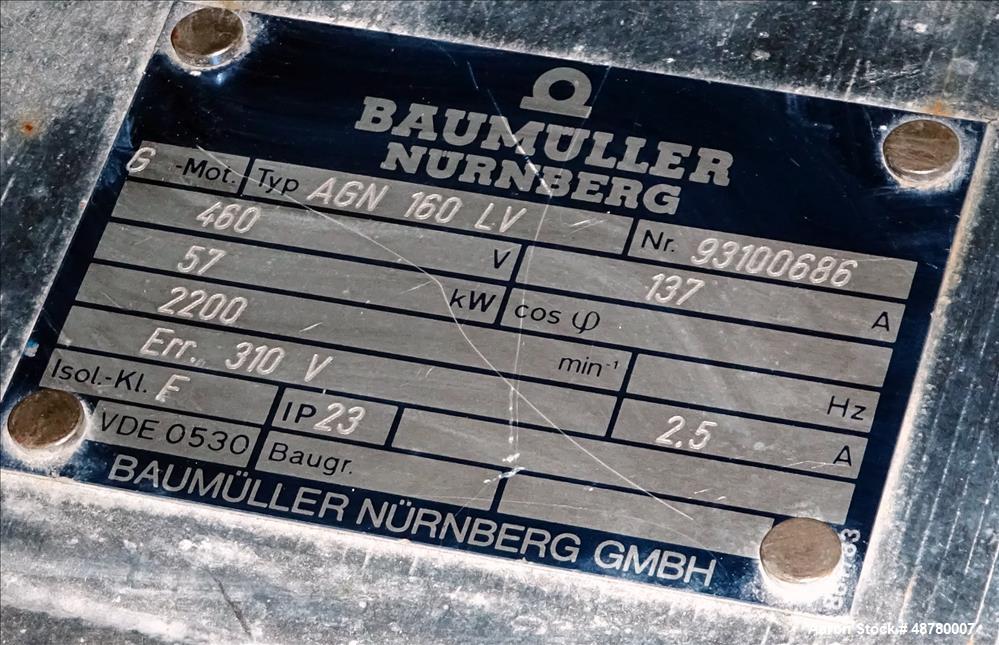 BAUMÜLLER
NÜRNBERG
G -Mot. Typ AGN 160 LV Nr. 93100686
460 V 137 A
57 kW cos φ
2200 min⁻¹ Hz
Err. 310 V 2.5 A
Isol.-Kl. F IP 23
VDE 0530 Baugr.
BAUMÜLLER NÜRNBERG GMBH
Aaron Stock # 48780007